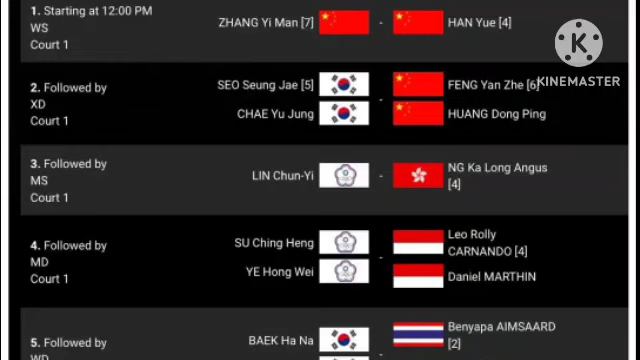 1. Starting at 12:00 PM
WS
Court 1
ZHANG Yi Man [7]
-
HAN Yue [4]
KINEMASTER
2. Followed by
XD
Court 1
SEO Seung Jae [5]
CHAE Yu Jung
-
FENG Yan Zhe [6]
HUANG Dong Ping
3. Followed by
MS
Court 1
LIN Chun-Yi
-
NG Ka Long Angus
[4]
4. Followed by
MD
Court 1
SU Ching Heng
YE Hong Wei
-
Leo Rolly
CARNANDO [4]
Daniel MARTHIN
5. Followed by
WD
BAEK Ha Na
-
Benyapa AIMSAARD
[2]